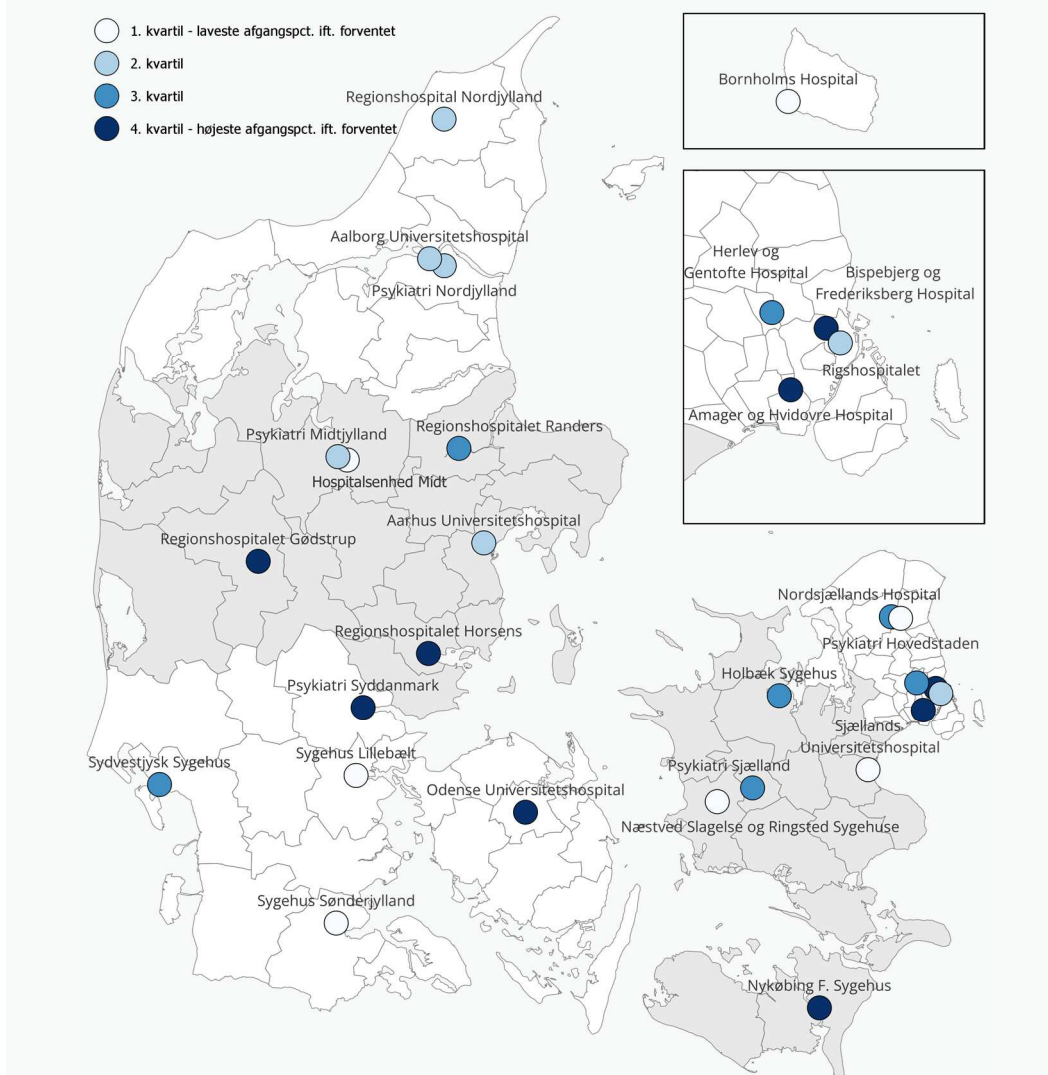 1. kvartil - laveste afgangspct. ift. forventet
2. kvartil
3. kvartil
4. kvartil - højeste afgangspct. ift. forventet
Bornholms Hospital
Regionshospital Nordjylland
Aalborg Universitetshospital
Psykiatri Nordjylland
Herlev og
Gentofte Hospital
Bispebjerg og
Frederiksberg Hospital
Rigshospitalet
Amager og Hvidovre Hospital
Psykiatri Midtjylland
Regionshospitalet Randers
Hospitalsenhed Midt
Aarhus Universitetshospital
Regionshospitalet Gødstrup
Regionshospitalet Horsens
Psykiatri Syddanmark
Sydvestjysk Sygehus
Sygehus Lillebælt
Odense Universitetshospital
Sygehus Sønderjylland
Nordsjællands Hospital
Psykiatri Hovedstaden
Holbæk Sygehus
Sjællands
Universitetshospital
Psykiatri Sjælland
Næstved Slagelse og Ringsted Sygehuse
Nykøbing F. Sygehus